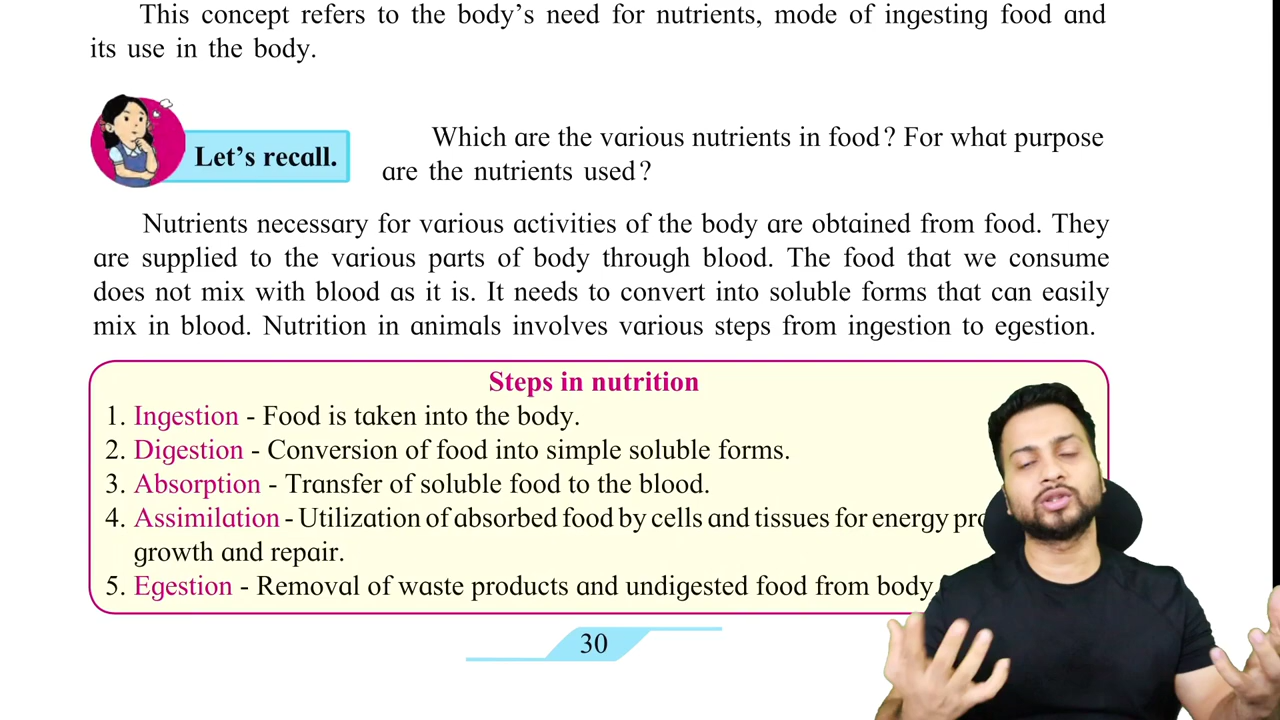 This concept refers to the body's need for nutrients, mode of ingesting food and
its use in the body.
Let's recall.
Which are the various nutrients in food? For what purpose
are the nutrients used?
Nutrients necessary for various activities of the body are obtained from food. They
are supplied to the various parts of body through blood. The food that we consume
does not mix with blood as it is. It needs to convert into soluble forms that can easily
mix in blood. Nutrition in animals involves various steps from ingestion to egestion.
Steps in nutrition
1. Ingestion - Food is taken into the body.
2. Digestion - Conversion of food into simple soluble forms.
3. Absorption - Transfer of soluble food to the blood.
4. Assimilation - Utilization of absorbed food by cells and tissues for energy
growth and repair.
5. Egestion - Removal of waste products and undigested food from body.
30